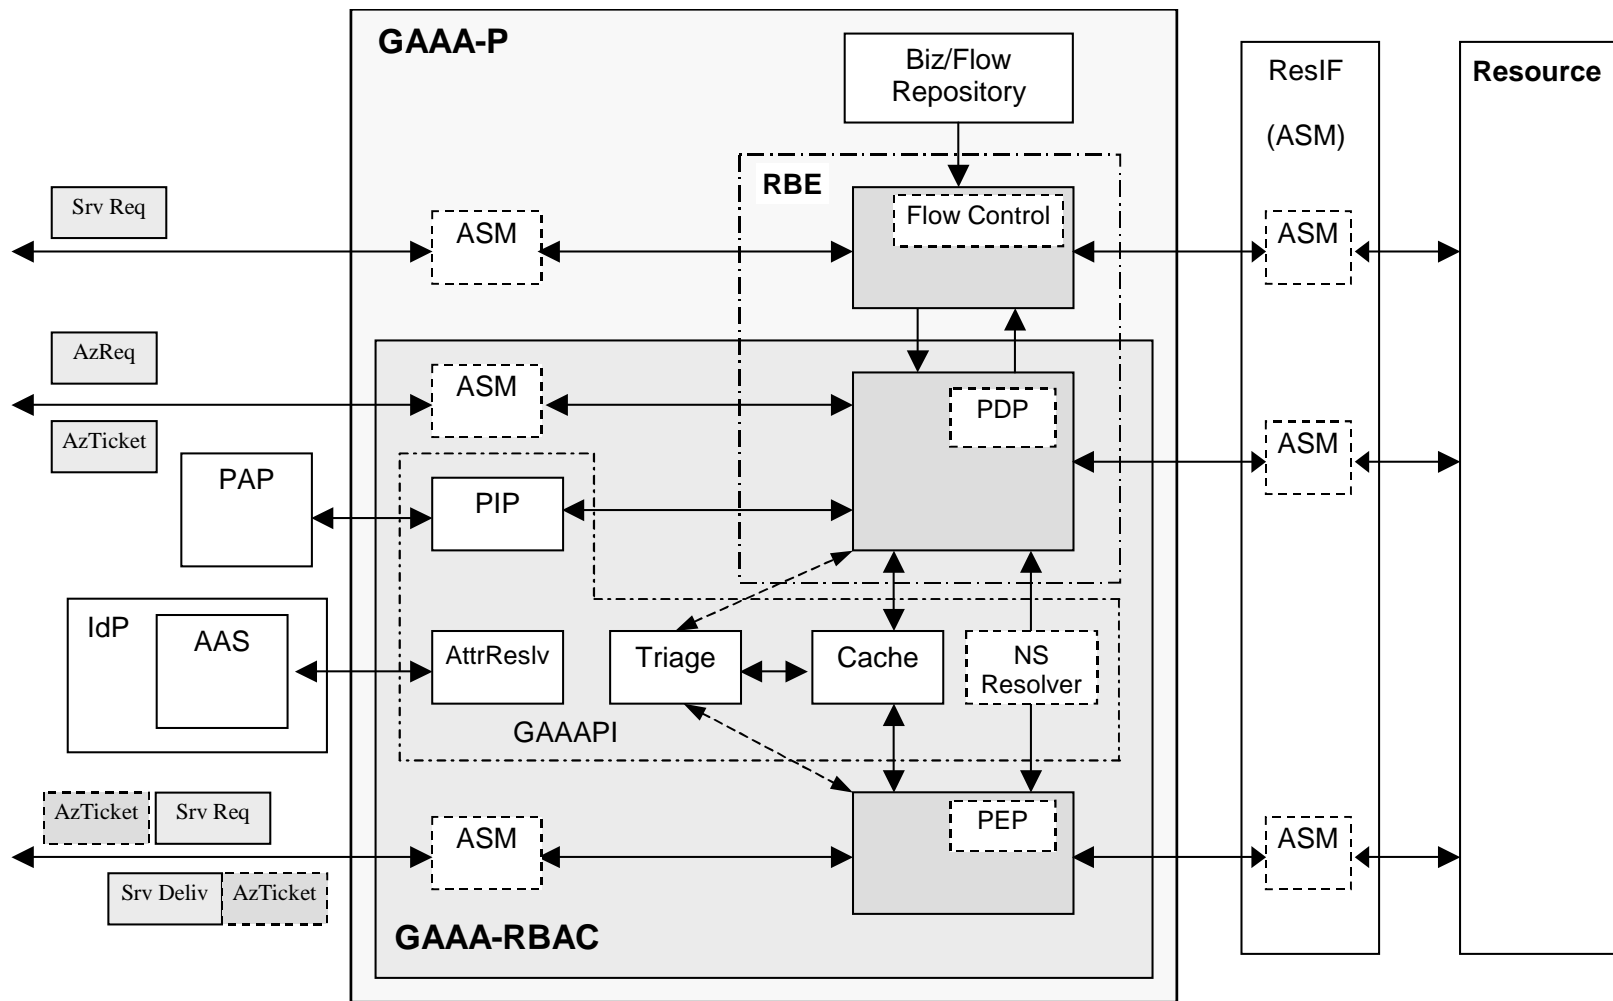 GAAA-P
Biz/Flow
Repository
ResIF
(ASM)
Resource
RBE
Srv Req
ASM
Flow Control
ASM
AzReq
ASM
PDP
AzTicket
ASM
PAP
PIP
IdP
AAS
AttrReslv
Triage
Cache
NS
Resolver
GAAAPI
AzTicket
Srv Req
ASM
PEP
ASM
Srv Deliv
AzTicket
GAAA-RBAC